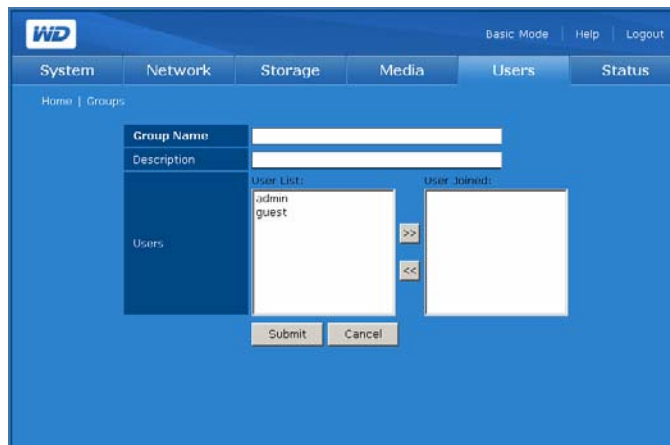 WD
Basic Mode | Help | Logout
System Network Storage Media Users Status
Home | Groups
Group Name
Description
User List: User Joined:
admin
guest
Users
>>
<<
Submit Cancel